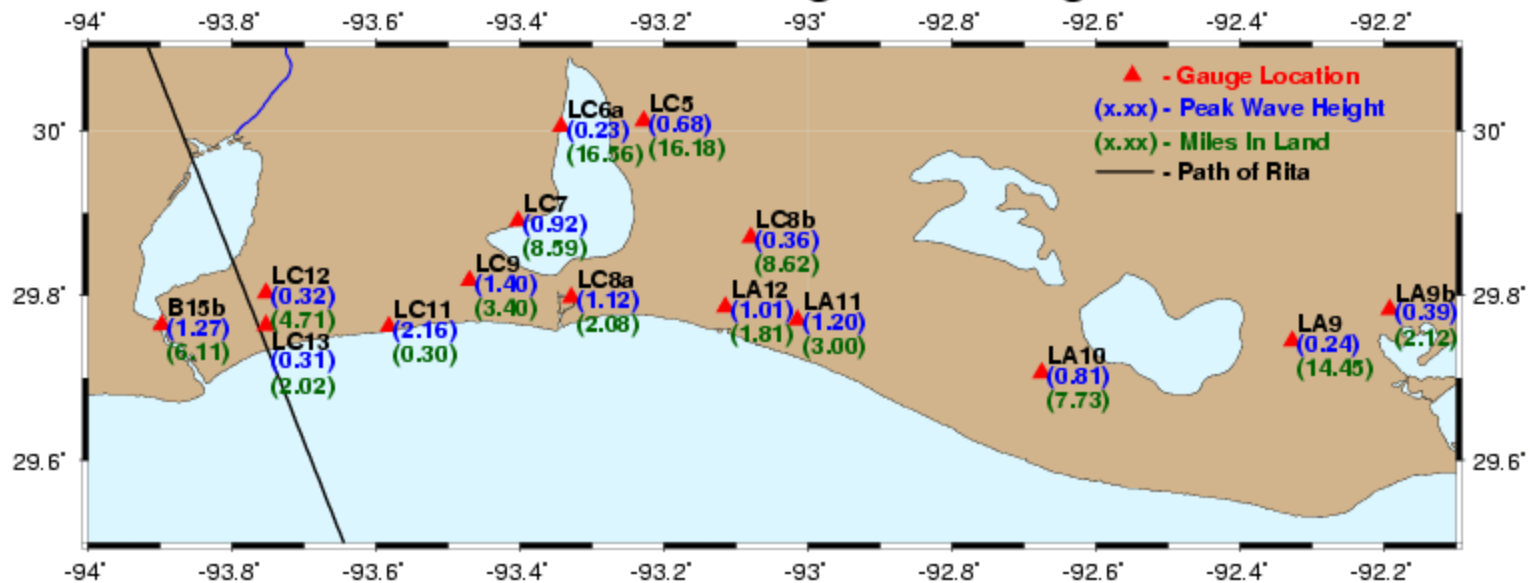 -94° -93.8° -93.6° -93.4° -93.2° -93° -92.8° -92.6° -92.4° -92.2°
▲ - Gauge Location
(x.xx) - Peak Wave Height
(x.xx) - Miles In Land
- Path of Rita
30°
30°
29.8°
29.8°
29.6°
29.6°
LC6a
(0.23)
(16.56)
LC5
(0.68)
(16.18)
LC7
(0.92)
(8.59)
LC8b
(0.36)
(8.62)
LC9
(1.40)
(3.40)
LC8a
(1.12)
(2.08)
LC12
(0.32)
(4.71)
LC13
(0.31)
(2.02)
B15b
(1.27)
(6.11)
LC11
(2.16)
(0.30)
LA12
(1.01)
(1.81)
LA11
(1.20)
(3.00)
LA10
(0.81)
(7.73)
LA9
(0.24)
(14.45)
LA9b
(0.39)
(2.12)
-94° -93.8° -93.6° -93.4° -93.2° -93° -92.8° -92.6° -92.4° -92.2°